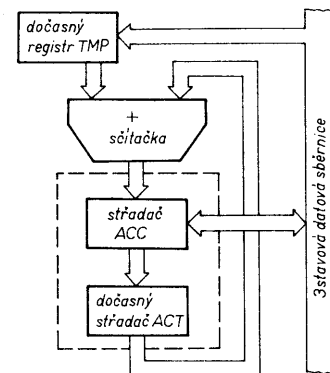 dočasný
registr TMP
+
sčítačka
střadač
ACC
dočasný
střadač ACT
3stavová datová sběrnice